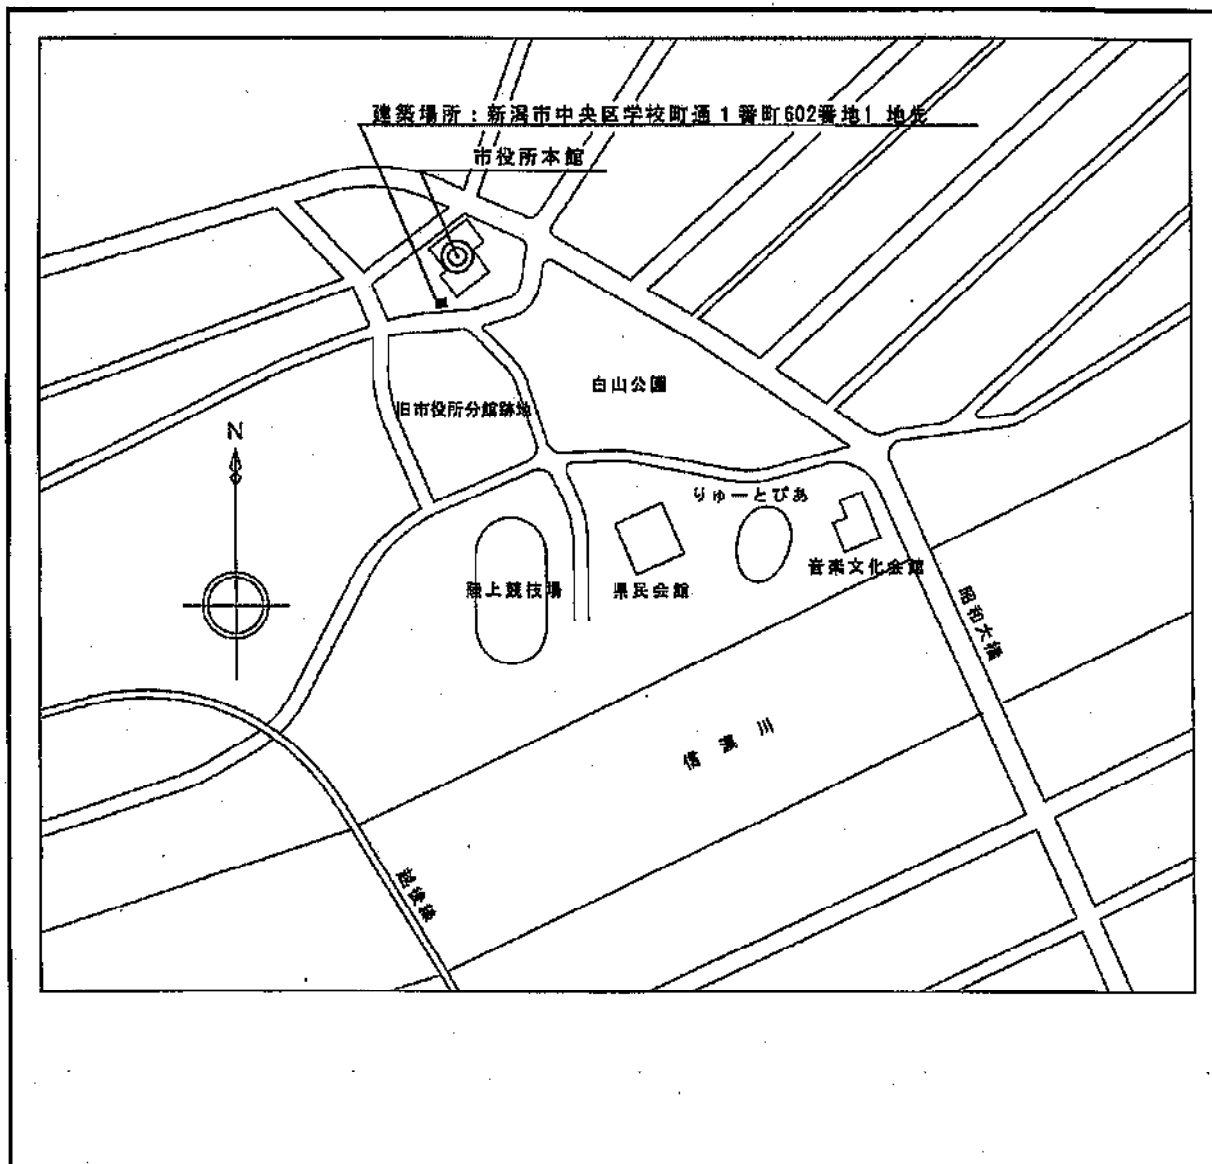 建築場所：新潟市中央区学校町通１番町602番地1 地先
市役所本館
白山公園
旧市役所分館跡地
N
りゅーとぴあ
音楽文化会館
陸上競技場
県民会館
昭和大橋
信濃川
越後線